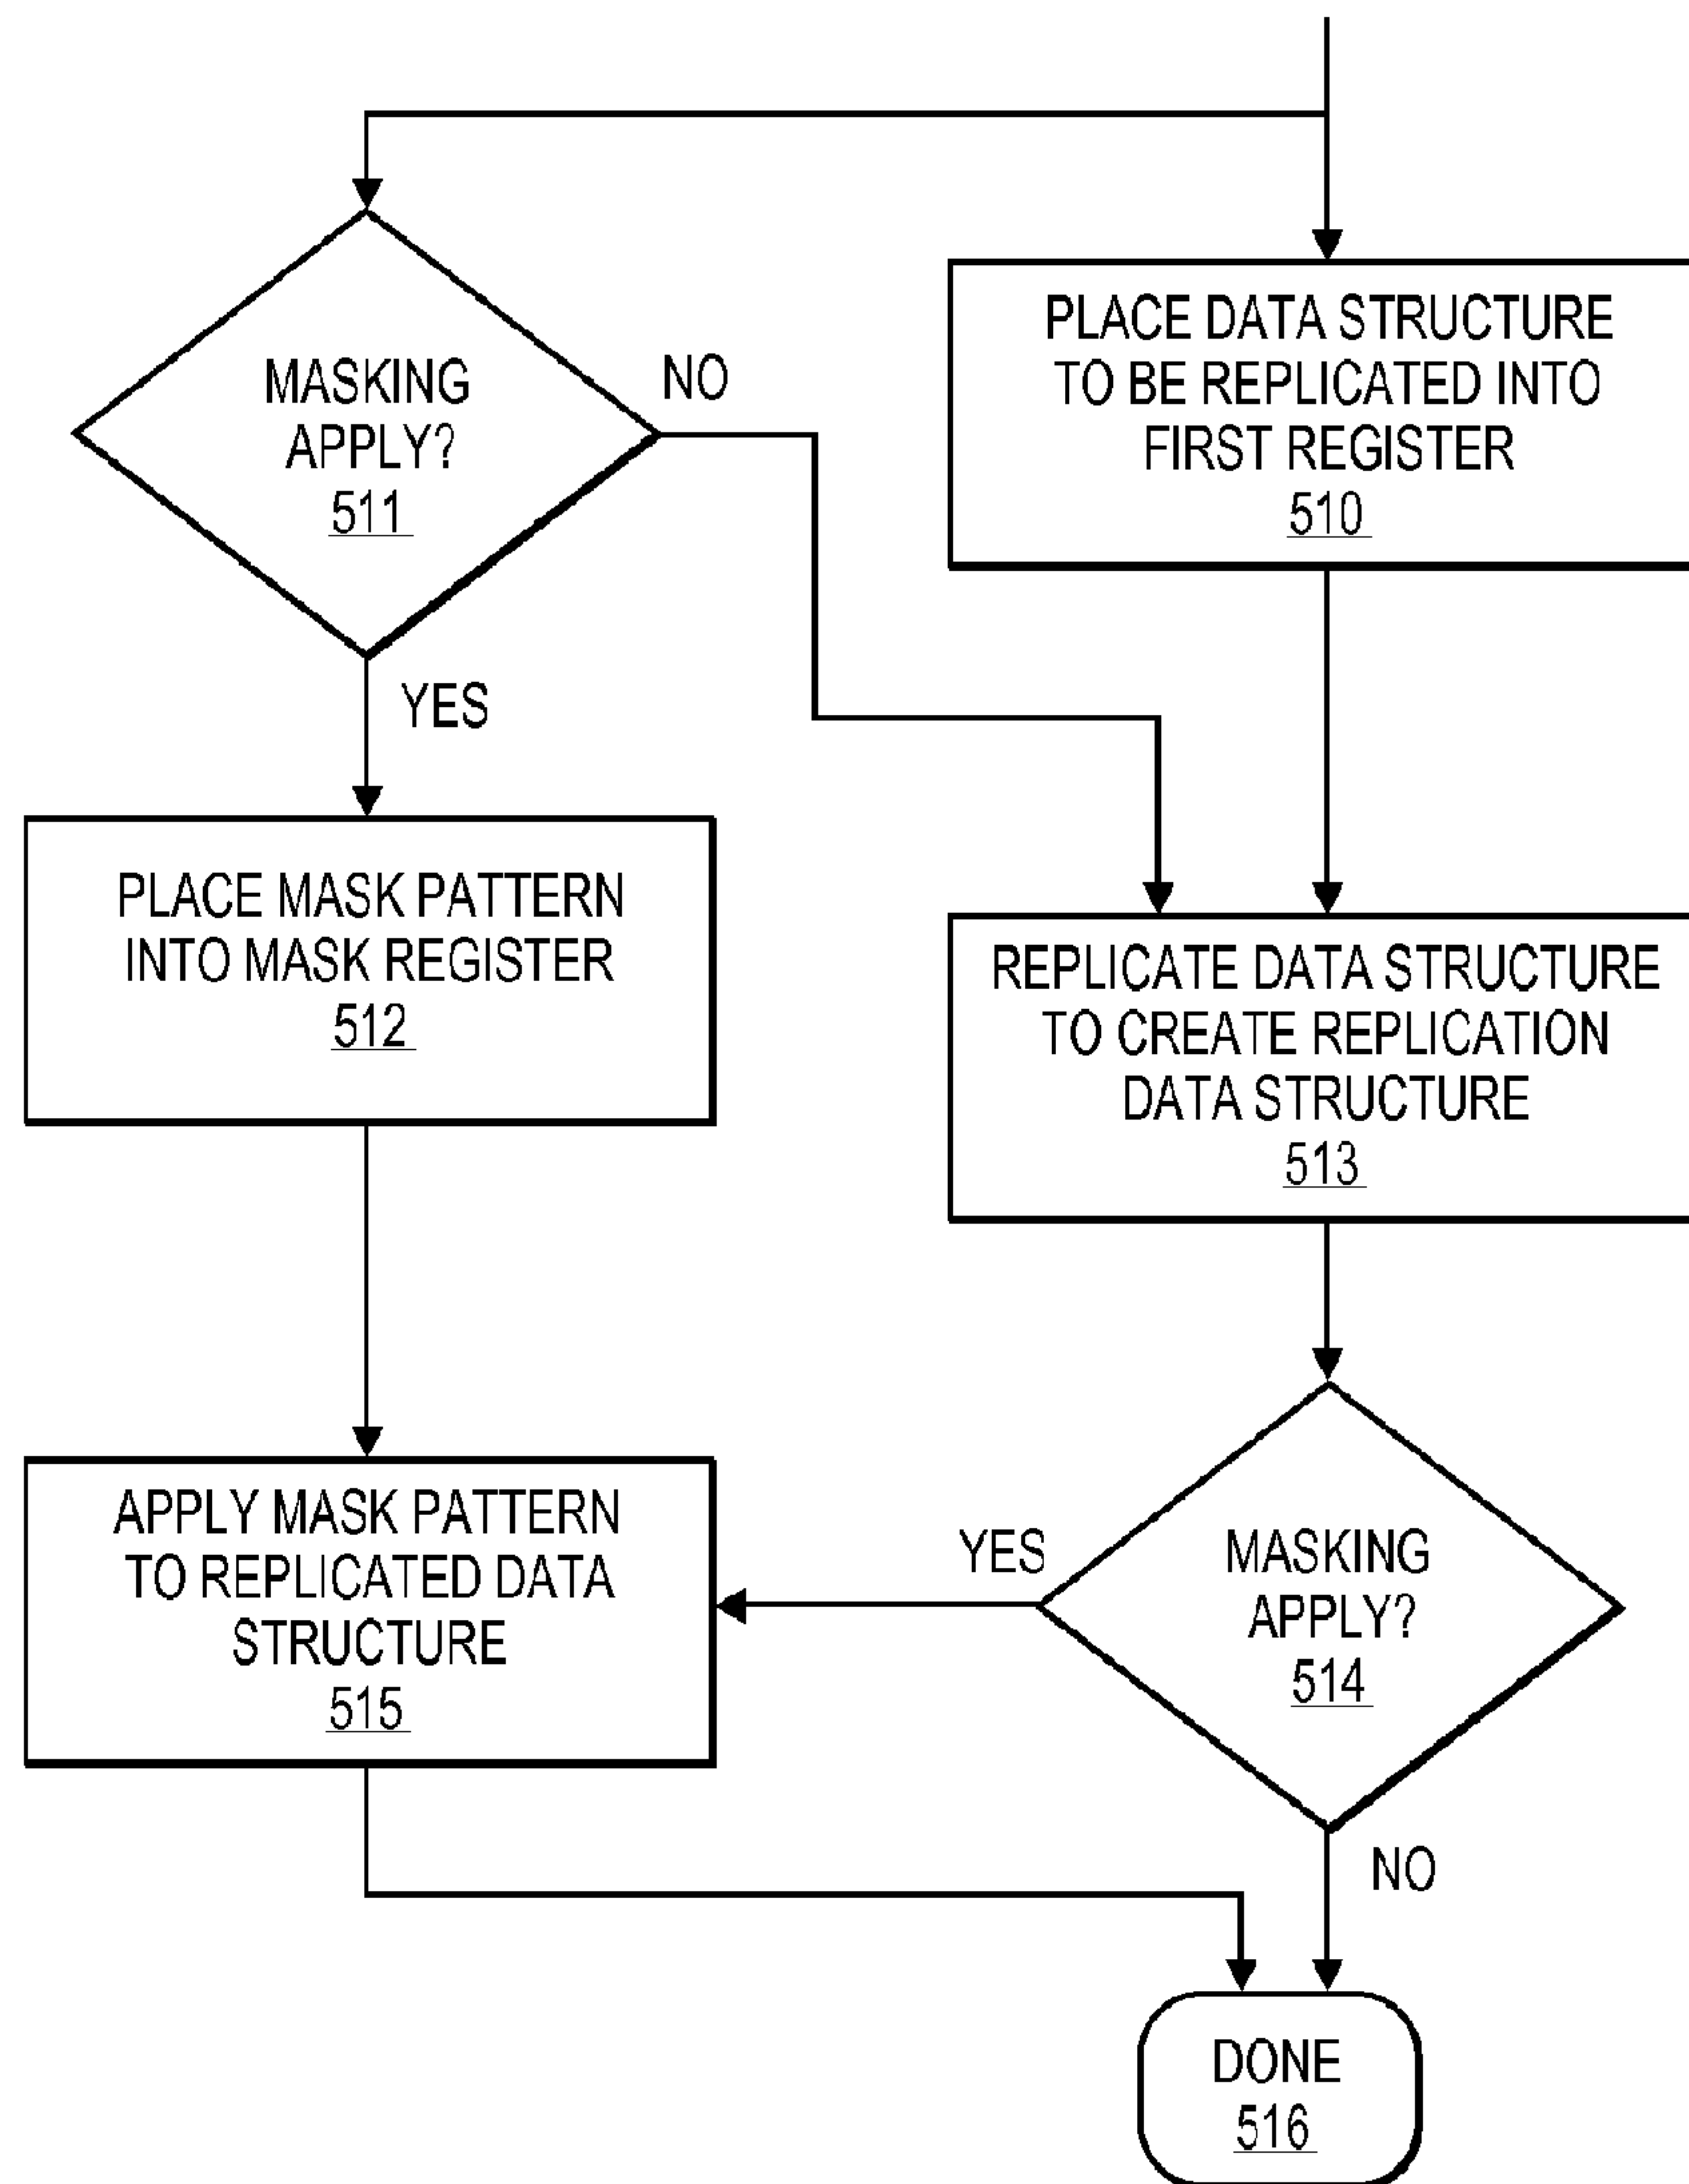 MASKING
APPLY?
511
NO
YES
PLACE DATA STRUCTURE
TO BE REPLICATED INTO
FIRST REGISTER
510
PLACE MASK PATTERN
INTO MASK REGISTER
512
REPLICATE DATA STRUCTURE
TO CREATE REPLICATION
DATA STRUCTURE
513
APPLY MASK PATTERN
TO REPLICATED DATA
STRUCTURE
515
YES
MASKING
APPLY?
514
NO
DONE
516